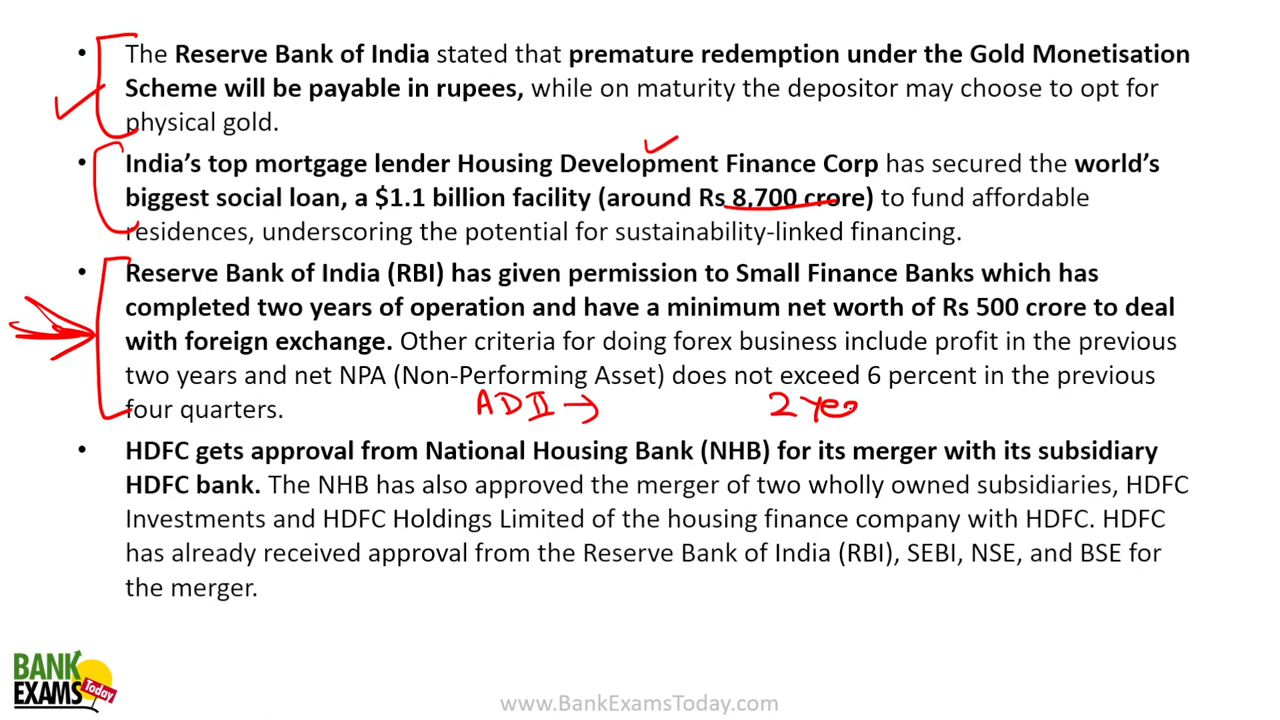 • The Reserve Bank of India stated that premature redemption under the Gold Monetisation
Scheme will be payable in rupees, while on maturity the depositor may choose to opt for
physical gold.
• India's top mortgage lender Housing Development Finance Corp has secured the world's
biggest social loan, a $1.1 billion facility (around Rs 8,700 crore) to fund affordable
residences, underscoring the potential for sustainability-linked financing.
• Reserve Bank of India (RBI) has given permission to Small Finance Banks which has
completed two years of operation and have a minimum net worth of Rs 500 crore to deal
with foreign exchange. Other criteria for doing forex business include profit in the previous
two years and net NPA (Non-Performing Asset) does not exceed 6 percent in the previous
four quarters.
AD II → 2 ye
• HDFC gets approval from National Housing Bank (NHB) for its merger with its subsidiary
HDFC bank. The NHB has also approved the merger of two wholly owned subsidiaries, HDFC
Investments and HDFC Holdings Limited of the housing finance company with HDFC. HDFC
has already received approval from the Reserve Bank of India (RBI), SEBI, NSE, and BSE for
the merger.
BANK
EXAMS
Today
www.BankExamsToday.com